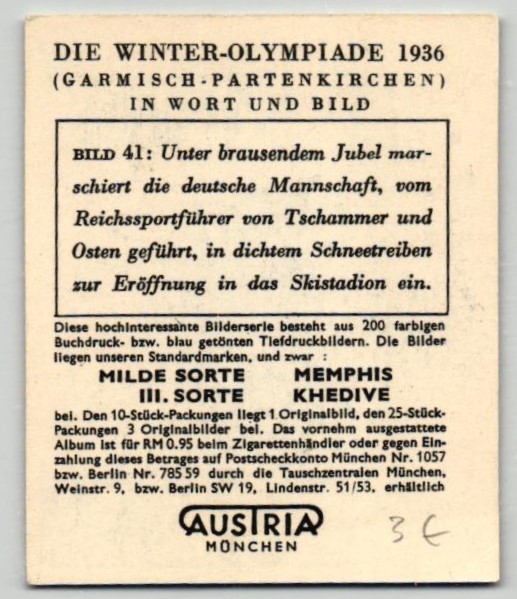 DIE WINTER-OLYMPIADE 1936
(GARMISCH-PARTENKIRCHEN)
IN WORT UND BILD
BILD 41: Unter brausendem Jubel mar-
schiert die deutsche Mannschaft, vom
Reichssportführer von Tschammer und
Osten geführt, in dichtem Schneetreiben
zur Eröffnung in das Skistadion ein.
Diese hochinteressante Bilderserie besteht aus 200 farbigen
Buchdruck- bzw. blau getönten Tiefdruckbildern. Die Bilder
liegen unseren Standardmarken, und zwar :
MILDE SORTE MEMPHIS
III. SORTE KHEDIVE
bei. Den 10-Stück-Packungen liegt 1 Originalbild, den 25-Stück-
Packungen 3 Originalbilder bei. Das vornehm ausgestattete
Album ist für RM 0.95 beim Zigarettenhändler oder gegen Ein-
zahlung dieses Betrages auf Postscheckkonto München Nr. 1057
bzw. Berlin Nr. 785 59 durch die Tauschzentralen München,
Weinstr. 9, bzw. Berlin SW 19, Lindenstr. 51/53, erhältlich
AUSTRIA
MÜNCHEN
3 €